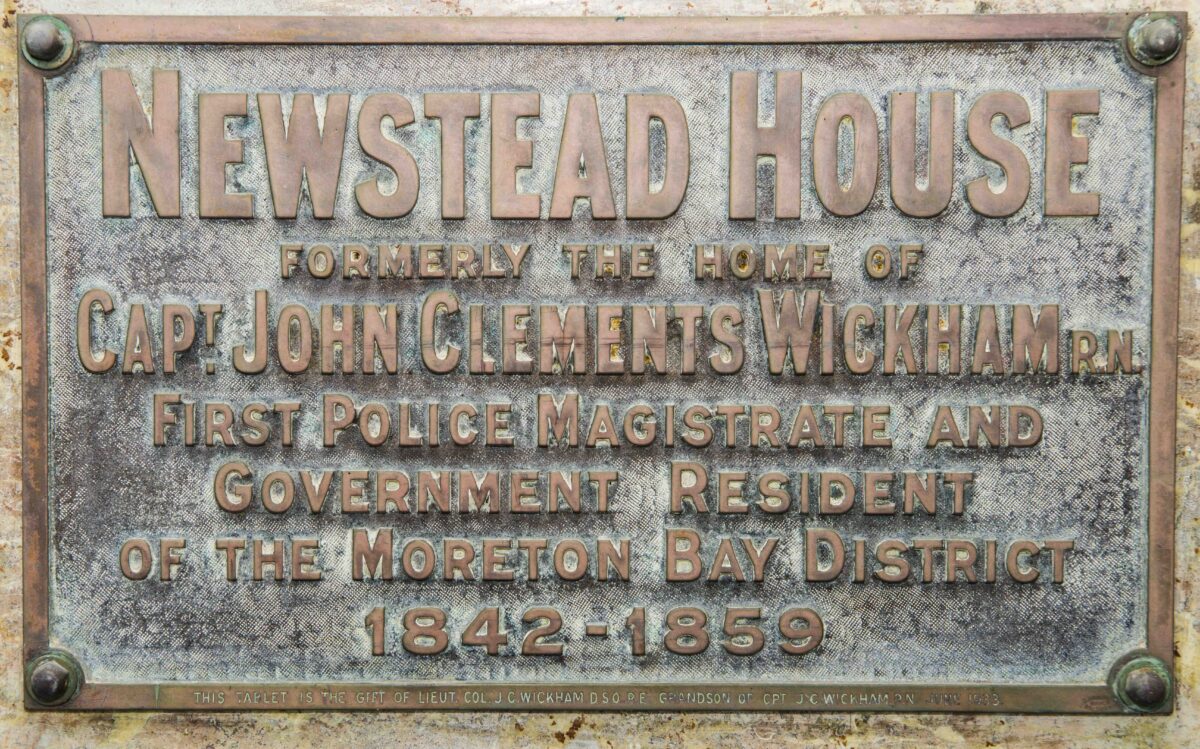 NEWSTEAD HOUSE
FORMERLY THE HOME OF
CAPT. JOHN CLEMENTS WICKHAM R.N.
FIRST POLICE MAGISTRATE AND
GOVERNMENT RESIDENT
OF THE MORETON BAY DISTRICT
1842-1859
THIS TABLET IS THE GIFT OF LIEUT COL. J.C. WICKHAM D.S.O. R.E. GRANDSON OF CPT. J.C. WICKHAM, R.N. JUNE